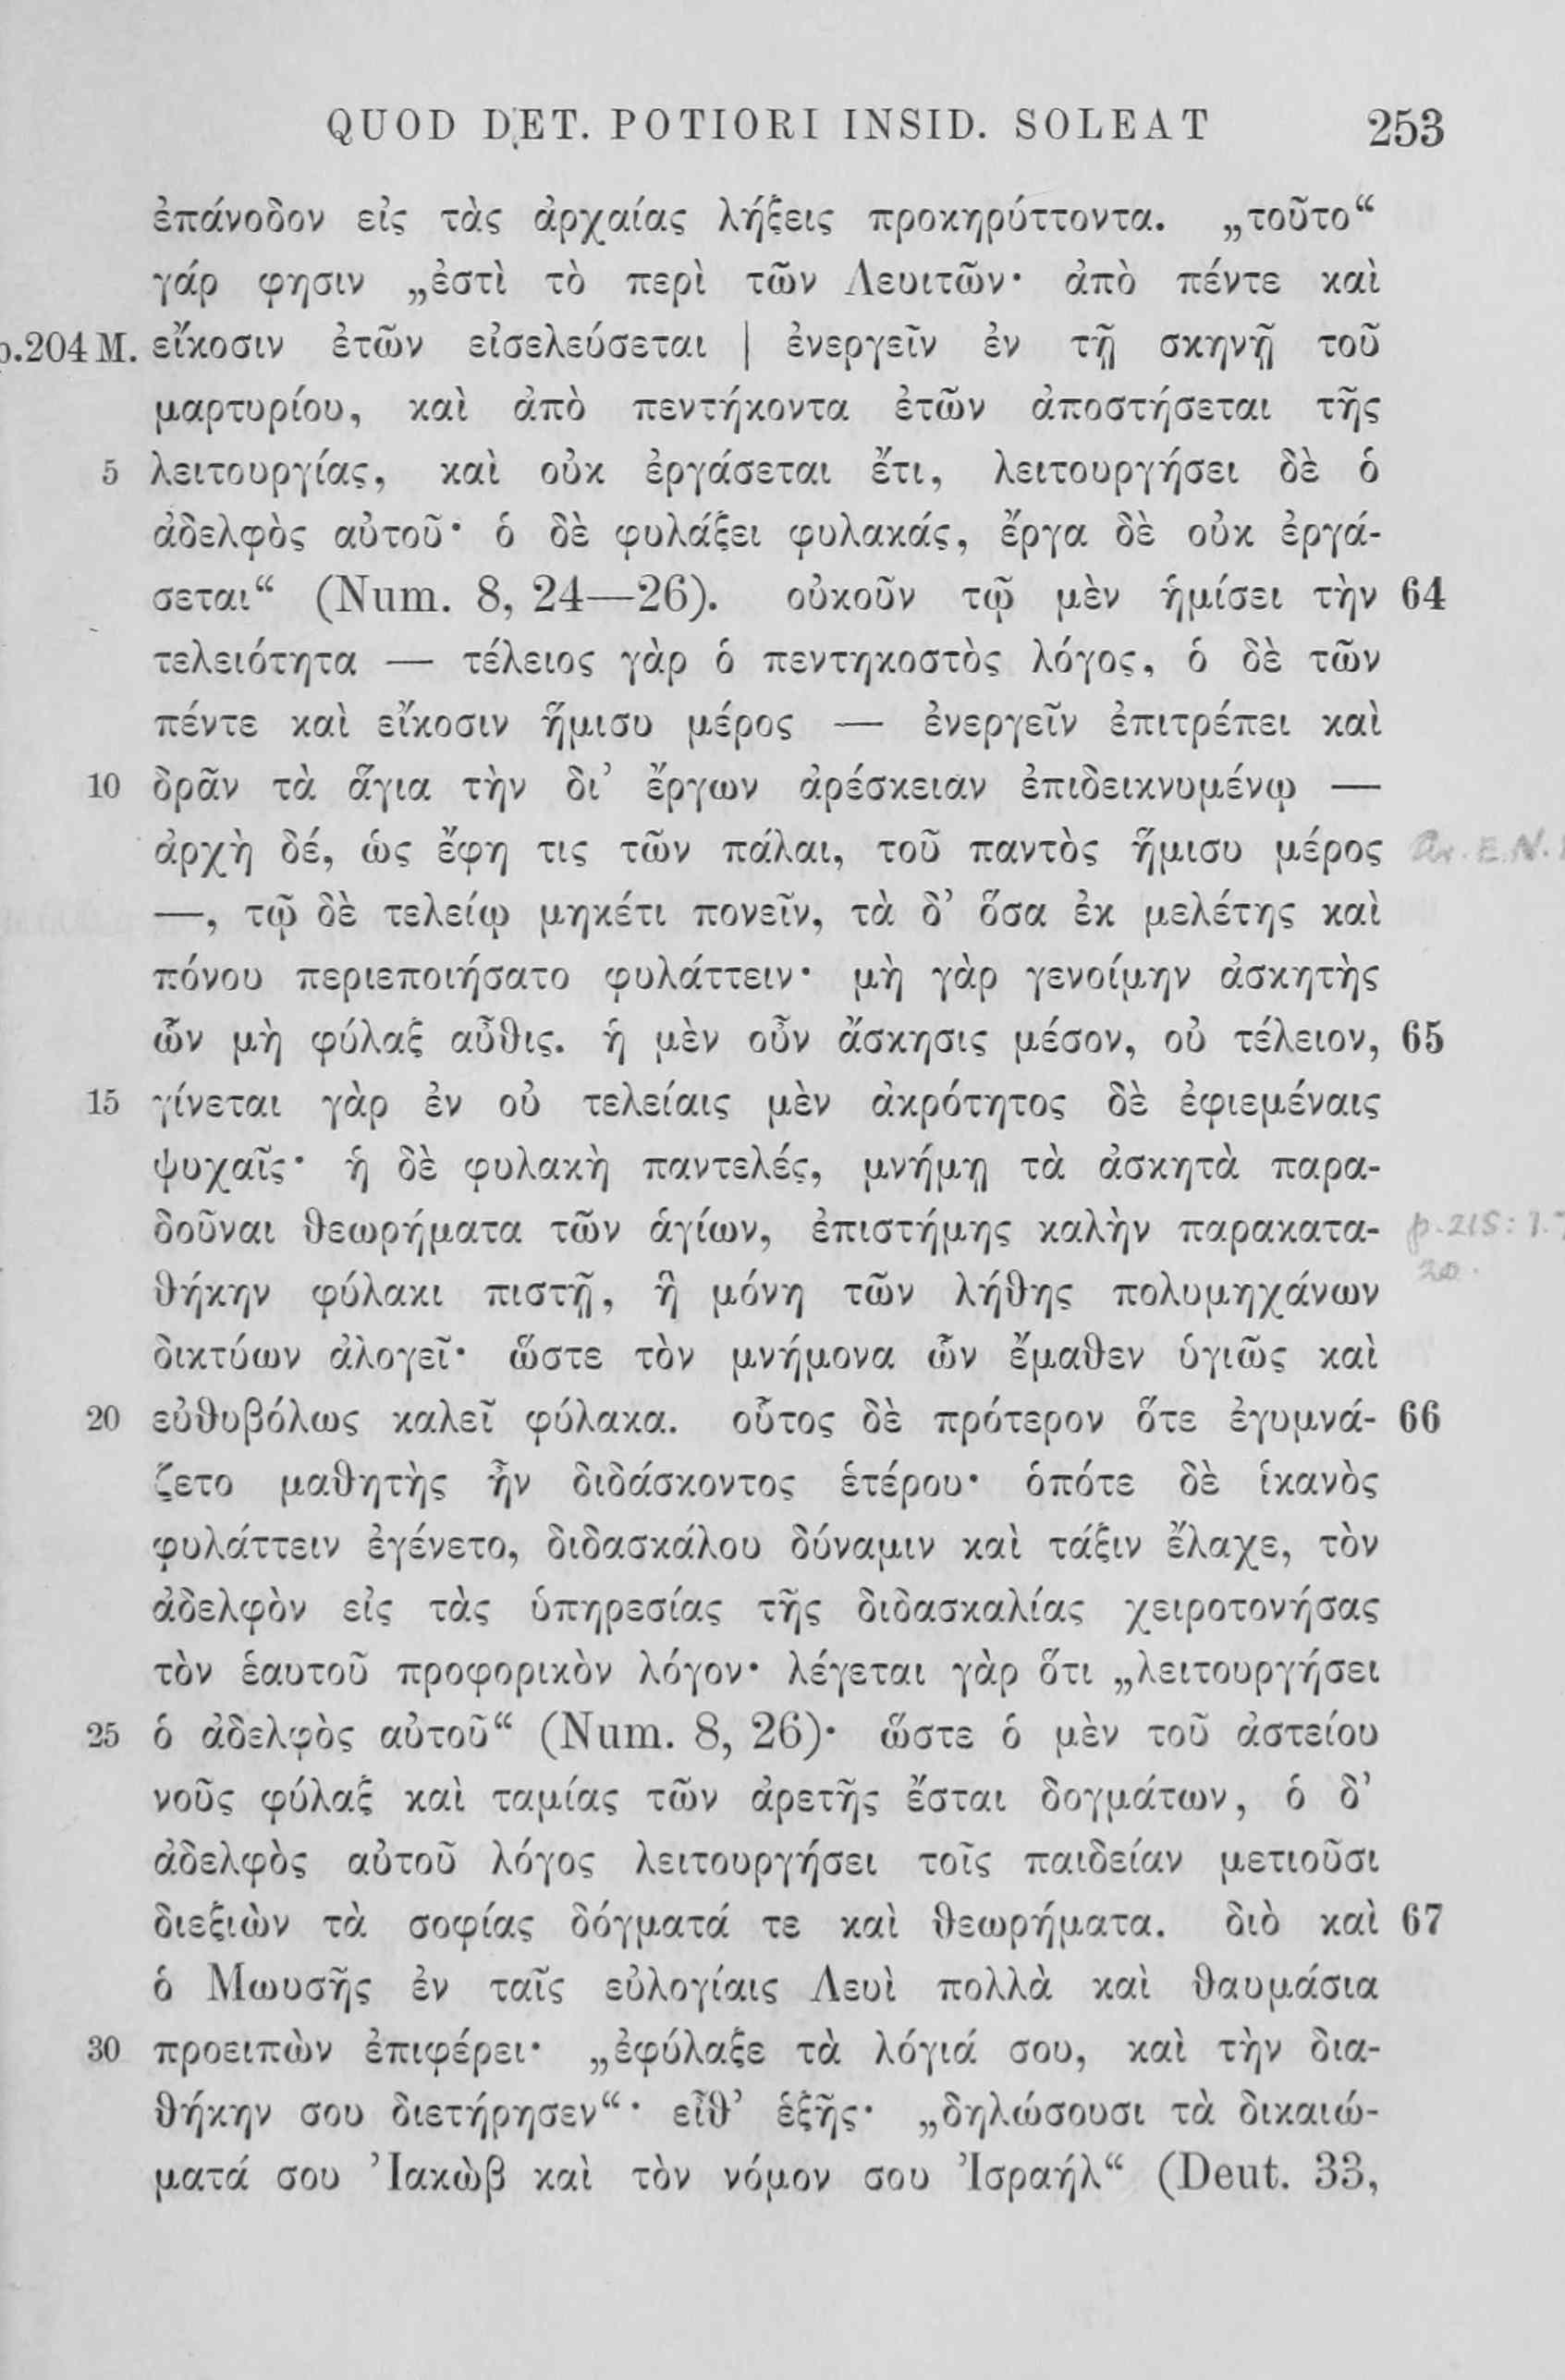 QUOD DET. POTIORI INSID. SOLEAT 253
ἐπάνοδον εἰς τὰς ἀρχαίας λήξεις προκηρύττοντα. „τοῦτο“
γάρ φησιν „ἐστὶ τὸ περὶ τῶν Λευιτῶν· ἀπὸ πέντε καὶ
p.204 M. εἴκοσιν ἐτῶν εἰσελεύσεται | ἐνεργεῖν ἐν τῇ σκηνῇ τοῦ
μαρτυρίου, καὶ ἀπὸ πεντήκοντα ἐτῶν ἀποστήσεται τῆς
5 λειτουργίας, καὶ οὐκ ἐργάσεται ἔτι, λειτουργήσει δὲ ὁ
ἀδελφὸς αὐτοῦ· ὁ δὲ φυλάξει φυλακάς, ἔργα δὲ οὐκ ἐργά-
σεται“ (Num. 8, 24—26). οὐκοῦν τῷ μὲν ἡμίσει τὴν 64
τελειότητα — τέλειος γὰρ ὁ πεντηκοστὸς λόγος, ὁ δὲ τῶν
πέντε καὶ εἴκοσιν ἥμισυ μέρος — ἐνεργεῖν ἐπιτρέπει καὶ
10 δρᾶν τὰ ἅγια τὴν δι’ ἔργων ἀρέσκειαν ἐπιδεικνυμένῳ —
ἀρχὴ δέ, ὡς ἔφη τις τῶν πάλαι, τοῦ παντὸς ἥμισυ μέρος Ar. E.N.
—, τῷ δὲ τελείῳ μηκέτι πονεῖν, τὰ δ’ ὅσα ἐκ μελέτης καὶ
πόνου περιεποιήσατο φυλάττειν· μὴ γὰρ γενοίμην ἀσκητὴς
ὧν μὴ φύλαξ αὖθις. ἡ μὲν οὖν ἄσκησις μέσον, οὐ τέλειον, 65
15 γίνεται γὰρ ἐν οὐ τελείαις μὲν ἀκρότητος δὲ ἐφιεμέναις
ψυχαῖς· ἡ δὲ φυλακὴ παντελές, μνήμῃ τὰ ἀσκητὰ παρα-
δοῦναι θεωρήματα τῶν ἁγίων, ἐπιστήμης καλὴν παρακατα- p. 215: 1.
θήκην φύλακι πιστῇ, ἣ μόνη τῶν λήθης πολυμηχάνων 20.
δικτύων ἀλογεῖ· ὥστε τὸν μνήμονα ὧν ἔμαθεν ὑγιῶς καὶ
20 εὐθυβόλως καλεῖ φύλακα. οὗτος δὲ πρότερον ὅτε ἐγυμνά- 66
ζετο μαθητὴς ἦν διδάσκοντος ἑτέρου· ὁπότε δὲ ἱκανὸς
φυλάττειν ἐγένετο, διδασκάλου δύναμιν καὶ τάξιν ἔλαχε, τὸν
ἀδελφὸν εἰς τὰς ὑπηρεσίας τῆς διδασκαλίας χειροτονήσας
τὸν ἑαυτοῦ προφορικὸν λόγον· λέγεται γὰρ ὅτι „λειτουργήσει
25 ὁ ἀδελφὸς αὐτοῦ“ (Num. 8, 26)· ὥστε ὁ μὲν τοῦ ἀστείου
νοῦς φύλαξ καὶ ταμίας τῶν ἀρετῆς ἔσται δογμάτων, ὁ δ’
ἀδελφὸς αὐτοῦ λόγος λειτουργήσει τοῖς παιδείαν μετιοῦσι
διεξιὼν τὰ σοφίας δόγματά τε καὶ θεωρήματα. διὸ καὶ 67
ὁ Μωυσῆς ἐν ταῖς εὐλογίαις Λευὶ πολλὰ καὶ θαυμάσια
30 προειπὼν ἐπιφέρει· „ἐφύλαξε τὰ λόγιά σου, καὶ τὴν δια-
θήκην σου διετήρησεν“· εἶθ’ ἑξῆς· „δηλώσουσι τὰ δικαιώ-
ματά σου Ἰακὼβ καὶ τὸν νόμον σου Ἰσραήλ“ (Deut. 33,